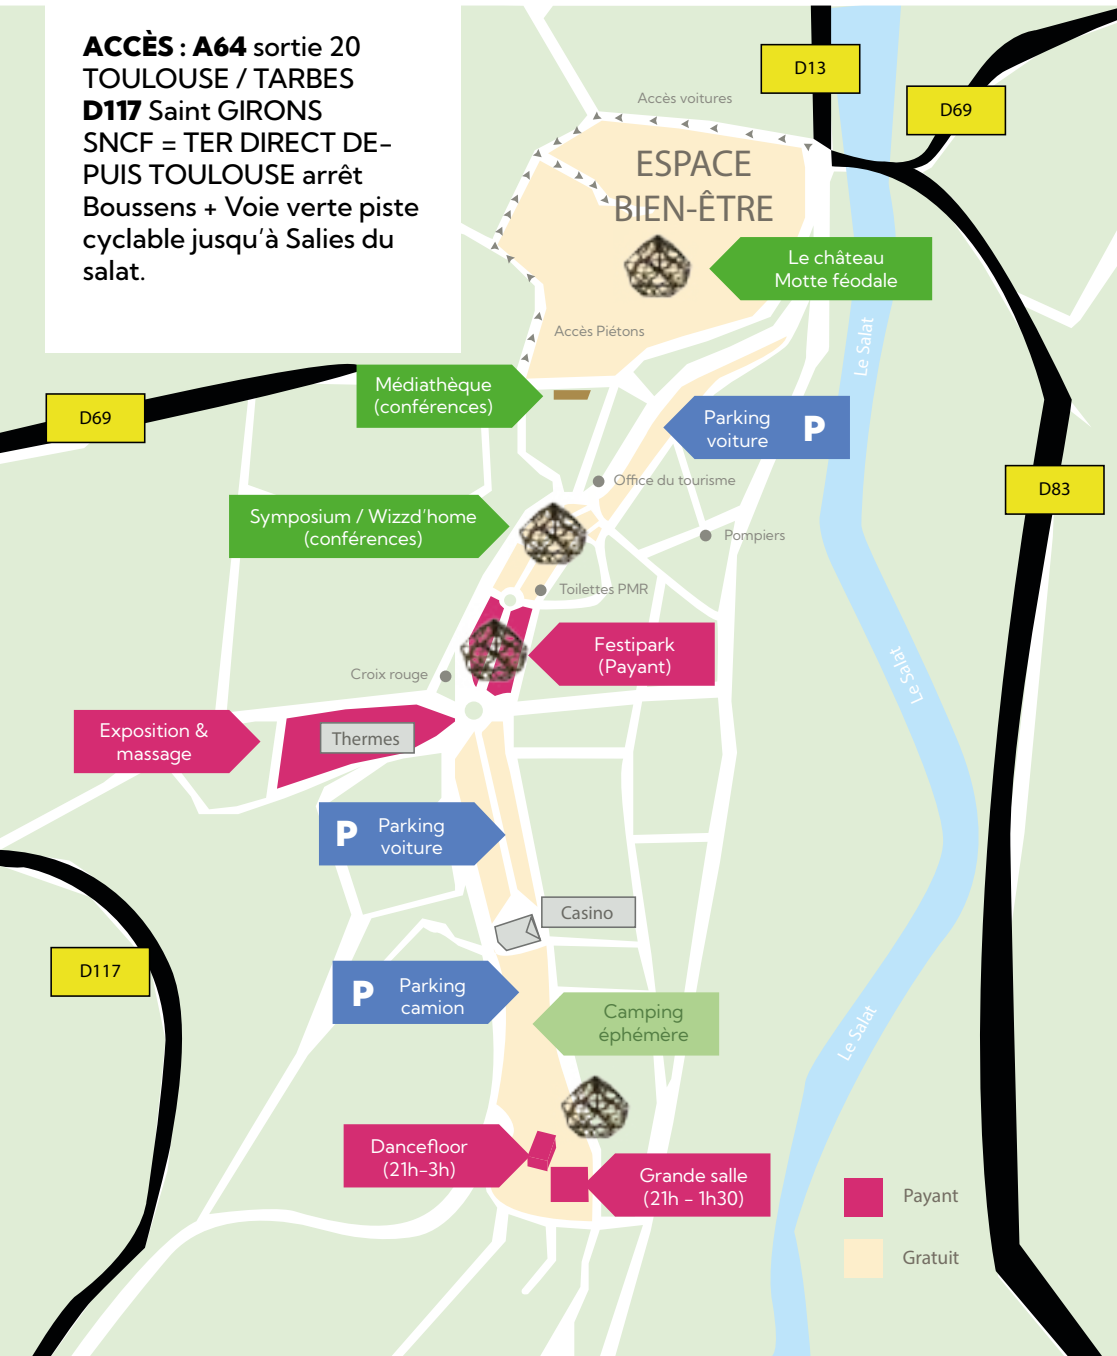 ACCÈS : A64 sortie 20
TOULOUSE / TARBES
D117 Saint GIRONS
SNCF = TER DIRECT DE-
PUIS TOULOUSE arrêt
Boussens + Voie verte piste
cyclable jusqu'à Salies du
salat.
D13
D69
Accès voitures
ESPACE
BIEN-ÊTRE
Le château
Motte féodale
Le Salat
Accès Piétons
Médiathèque
(conférences)
D69
Parking
voiture
P
Office du tourisme
D83
Symposium / Wizzd'home
(conférences)
Pompiers
Toilettes PMR
Festipark
(Payant)
Le Salat
Croix rouge
Exposition &
massage
Thermes
P
Parking
voiture
Casino
D117
P
Parking
camion
Camping
éphémère
Le Salat
Dancefloor
(21h-3h)
Grande salle
(21h - 1h30)
Payant
Gratuit